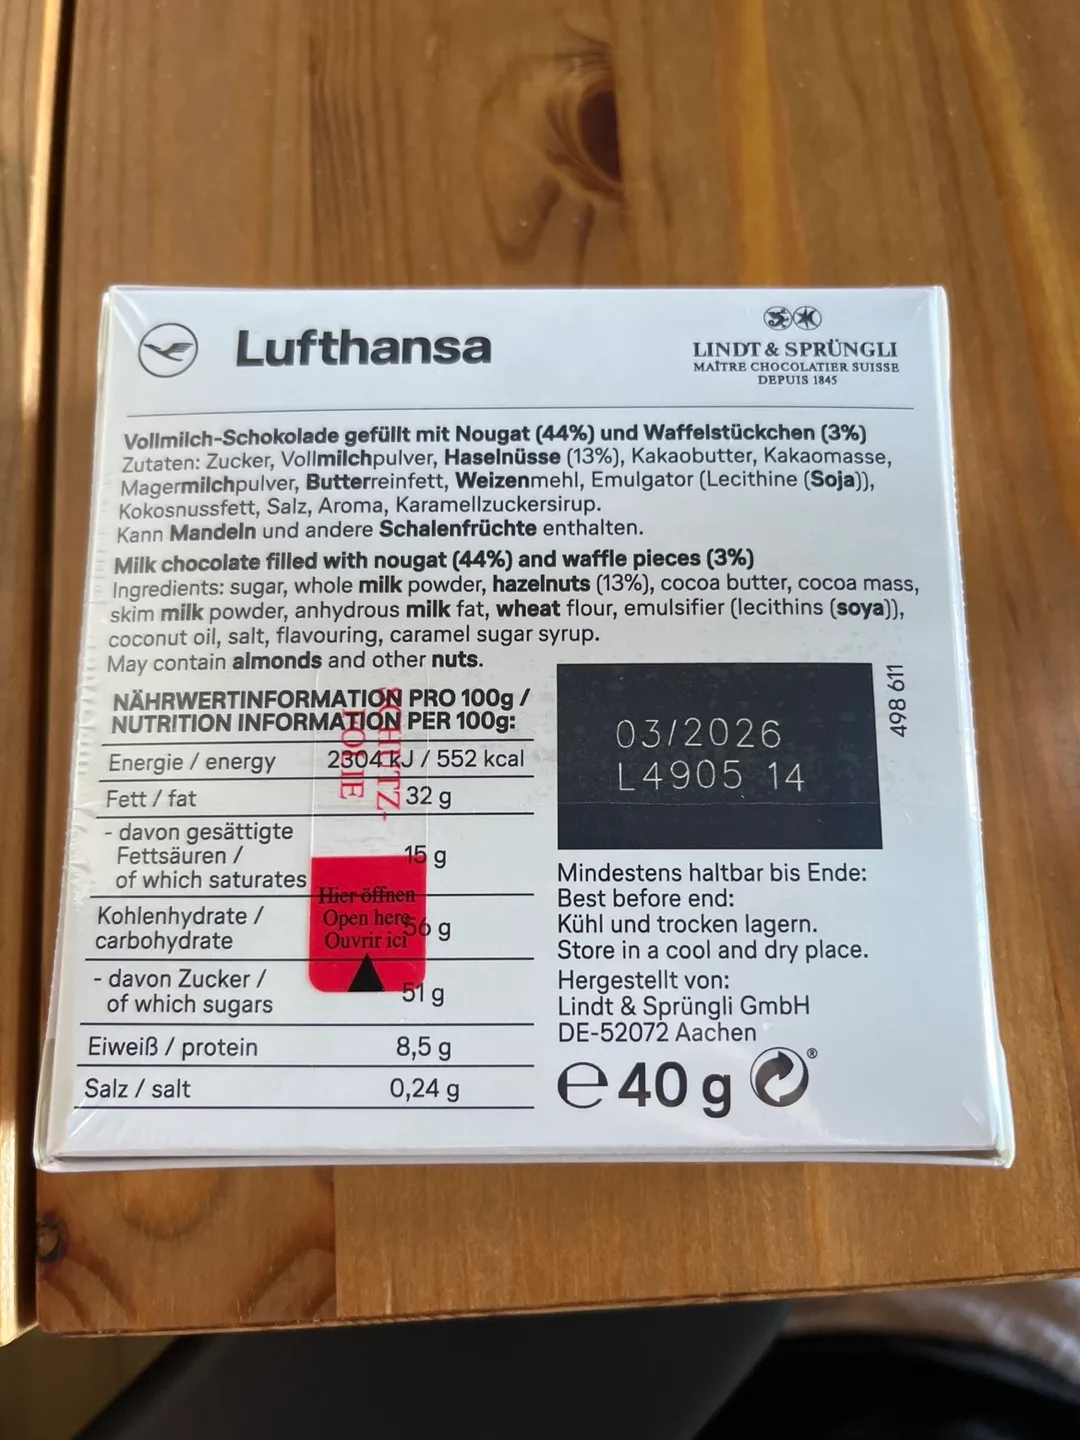 Lufthansa
LINDT & SPRÜNGLI
MAÎTRE CHOCOLATIER SUISSE
DEPUIS 1845
Vollmilch-Schokolade gefüllt mit Nougat (44%) und Waffelstückchen (3%)
Zutaten: Zucker, Vollmilchpulver, Haselnüsse (13%), Kakaobutter, Kakaomasse,
Magermilchpulver, Butterreinfett, Weizenmehl, Emulgator (Lecithine (Soja)),
Kokosnussfett, Salz, Aroma, Karamellzuckersirup.
Kann Mandeln und andere Schalenfrüchte enthalten.
Milk chocolate filled with nougat (44%) and waffle pieces (3%)
Ingredients: sugar, whole milk powder, hazelnuts (13%), cocoa butter, cocoa mass,
skim milk powder, anhydrous milk fat, wheat flour, emulsifier (lecithins (soya)),
coconut oil, salt, flavouring, caramel sugar syrup.
May contain almonds and other nuts.
NÄHRWERTINFORMATION PRO 100g /
NUTRITION INFORMATION PER 100g:
Energie / energy 2304 kJ / 552 kcal
Fett / fat 32 g
- davon gesättigte
Fettsäuren /
of which saturates 15 g
Kohlenhydrate /
carbohydrate 56 g
- davon Zucker /
of which sugars 51 g
Eiweiß / protein 8,5 g
Salz / salt 0,24 g
SCHUTZ-
FOLIE
Hier öffnen
Open here
Ouvrir ici
03/2026
L4905 14
498 611
Mindestens haltbar bis Ende:
Best before end:
Kühl und trocken lagern.
Store in a cool and dry place.
Hergestellt von:
Lindt & Sprüngli GmbH
DE-52072 Aachen
℮ 40 g ®